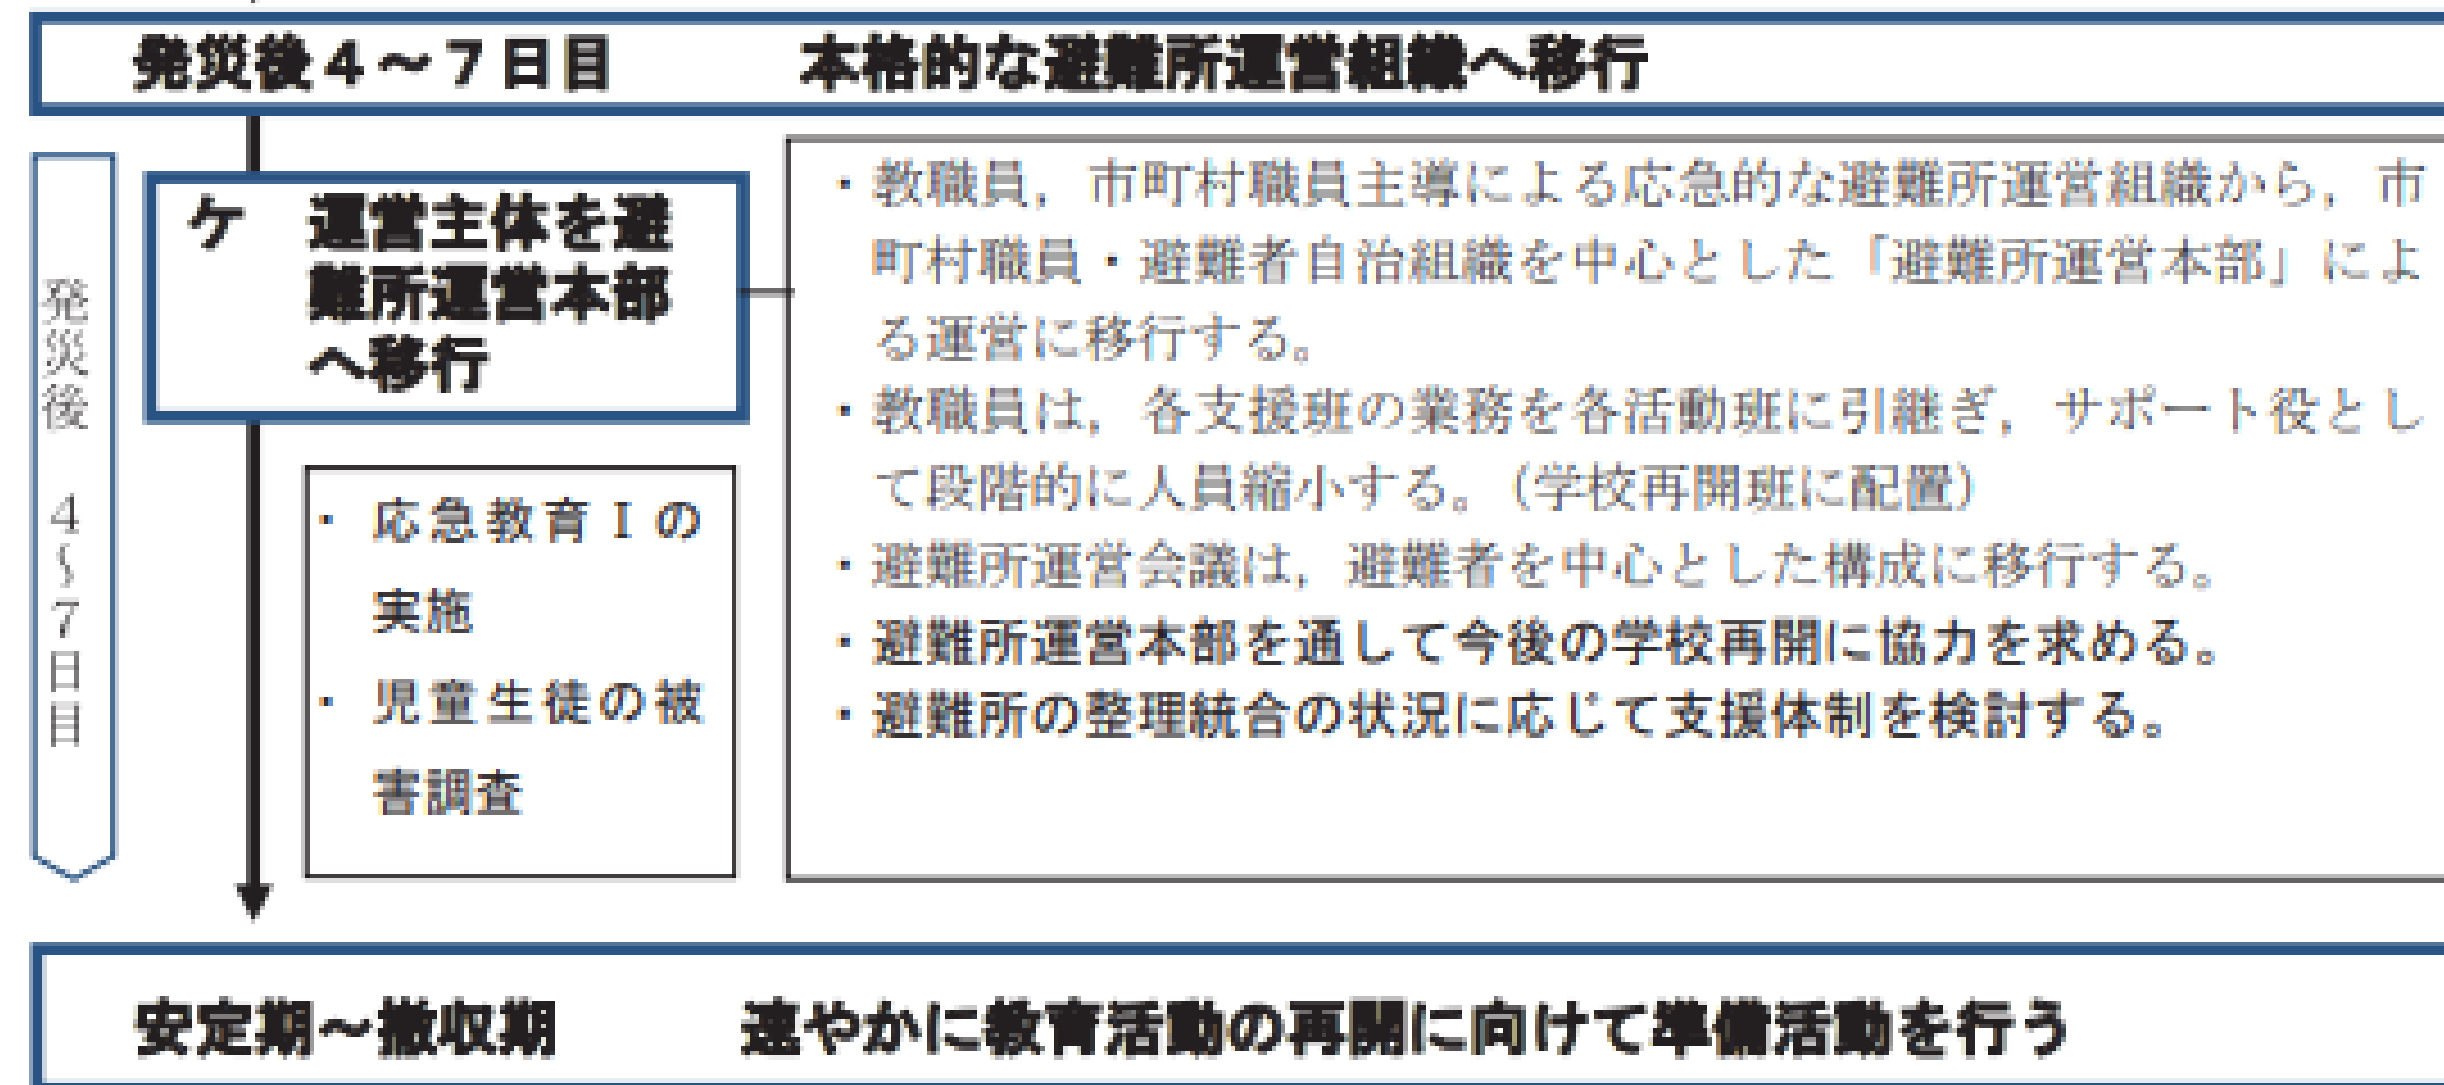 発災後４～７日目　本格的な避難所運営組織へ移行
発災後　４～７日目
ケ　運営主体を避
難所運営本部
へ移行
・応急教育Ⅰの
実施
・児童生徒の被
害調査
・教職員，市町村職員主導による応急的な避難所運営組織から，市
町村職員・避難者自治組織を中心とした「避難所運営本部」によ
る運営に移行する。
・教職員は，各支援班の業務を各活動班に引継ぎ，サポート役とし
て段階的に人員縮小する。（学校再開班に配置）
・避難所運営会議は，避難者を中心とした構成に移行する。
・避難所運営本部を通して今後の学校再開に協力を求める。
・避難所の整理統合の状況に応じて支援体制を検討する。
安定期～撤収期　速やかに教育活動の再開に向けて準備活動を行う